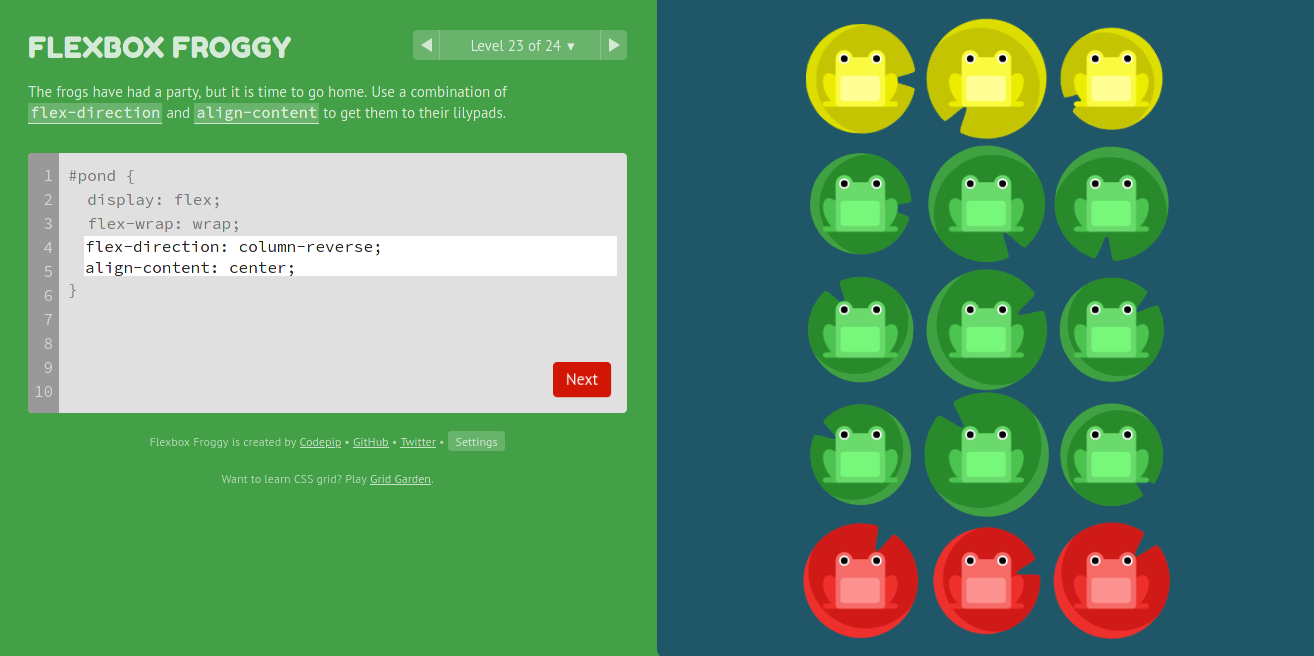 FLEXBOX FROGGY
◀ Level 23 of 24 ▾ ▶
The frogs have had a party, but it is time to go home. Use a combination of
flex-direction and align-content to get them to their lilypads.
1 #pond {
2 display: flex;
3 flex-wrap: wrap;
4 flex-direction: column-reverse;
5 align-content: center;
6 }
7
8
9
10
Next
Flexbox Froggy is created by Codepip • GitHub • Twitter • Settings
Want to learn CSS grid? Play Grid Garden.